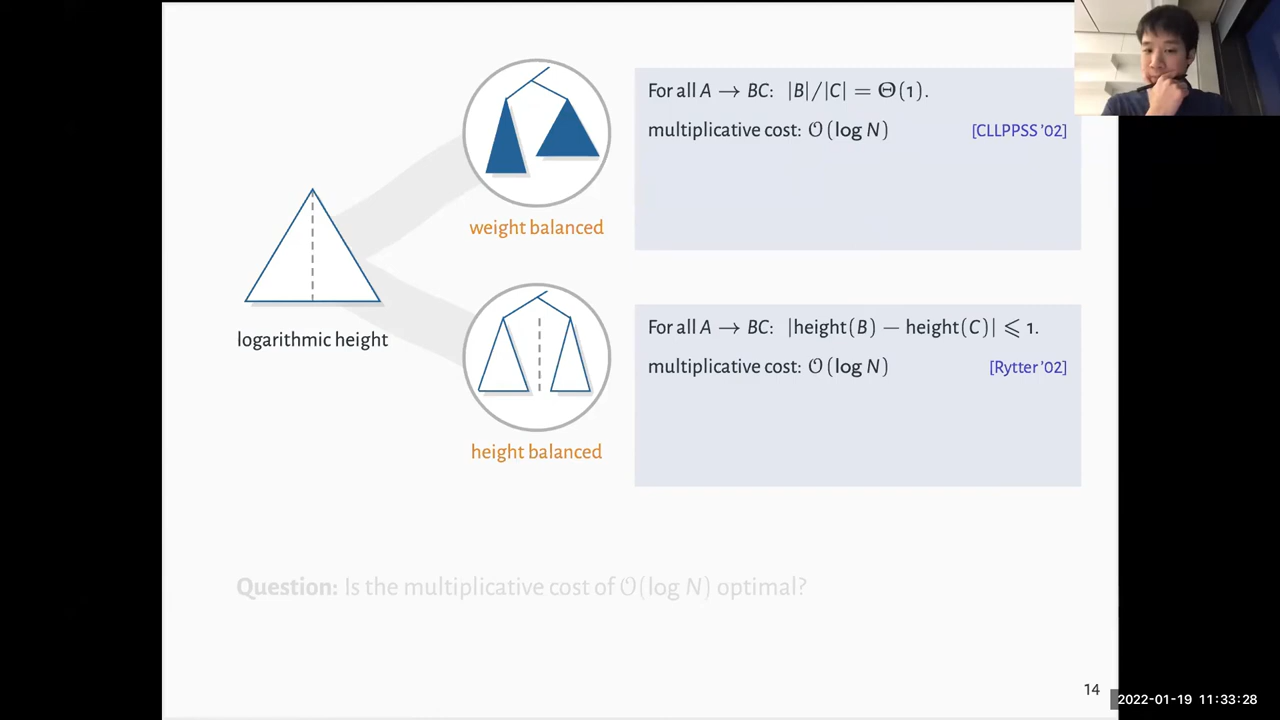 For all A → BC: |B|/|C| = Θ(1).
multiplicative cost: O(log N) [CLLPPSS '02]
weight balanced
logarithmic height
For all A → BC: |height(B) − height(C)| ⩽ 1.
multiplicative cost: O(log N) [Rytter '02]
height balanced
Question: Is the multiplicative cost of O(log N) optimal?
14
2022-01-19 11:33:28